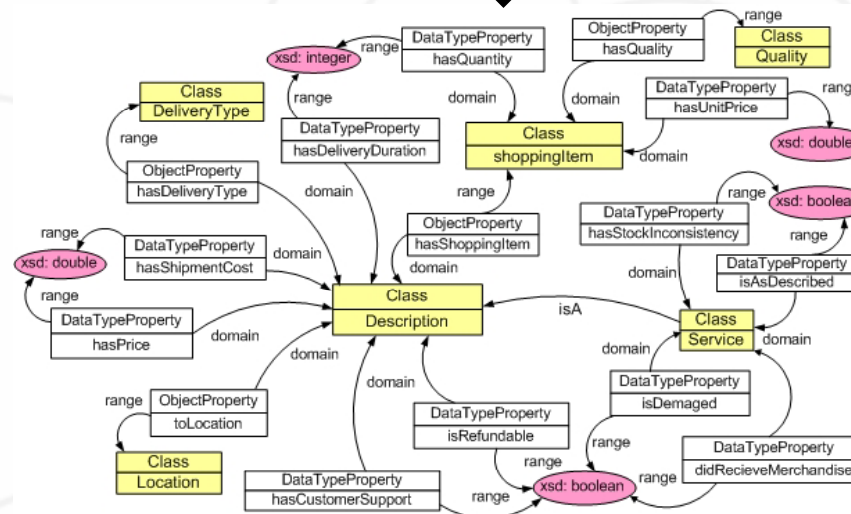 range
ObjectProperty
hasQuality
Class
Quality
DataTypeProperty
hasQuantity
range
xsd: integer
range
domain
domain
DataTypeProperty
hasUnitPrice
range
xsd: double
domain
Class
DeliveryType
range
DataTypeProperty
hasDeliveryDuration
Class
shoppingItem
ObjectProperty
hasDeliveryType
domain
range
range
xsd: boolean
DataTypeProperty
hasStockInconsistency
range
ObjectProperty
hasShoppingItem
domain
range
xsd: double
DataTypeProperty
hasShipmentCost
domain
domain
DataTypeProperty
isAsDescribed
range
Class
Description
isA
Class
Service
domain
DataTypeProperty
hasPrice
domain
domain
domain
domain
DataTypeProperty
isDemaged
range
ObjectProperty
toLocation
DataTypeProperty
isRefundable
range
DataTypeProperty
didRecieveMerchandise
Class
Location
range
range
DataTypeProperty
hasCustomerSupport
range
xsd: boolean